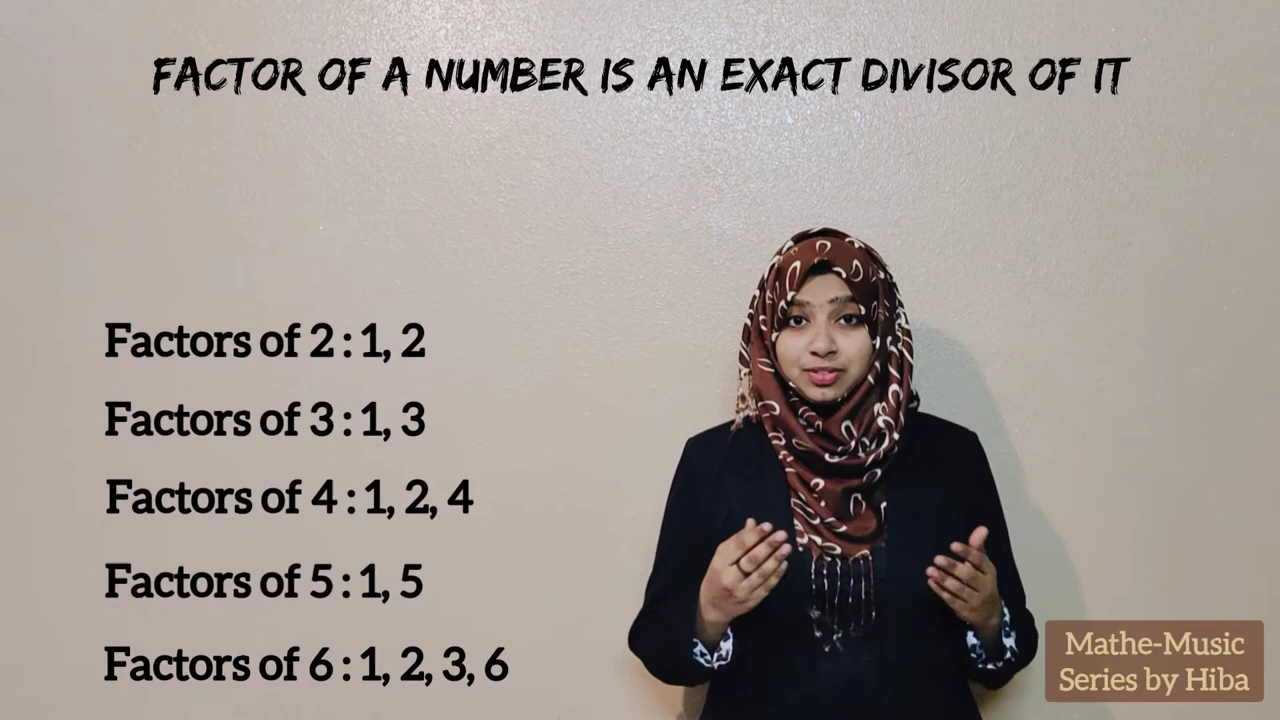 FACTOR OF A NUMBER IS AN EXACT DIVISOR OF IT
Factors of 2 : 1, 2
Factors of 3 : 1, 3
Factors of 4 : 1, 2, 4
Factors of 5 : 1, 5
Factors of 6 : 1, 2, 3, 6
Mathe-Music
Series by Hiba